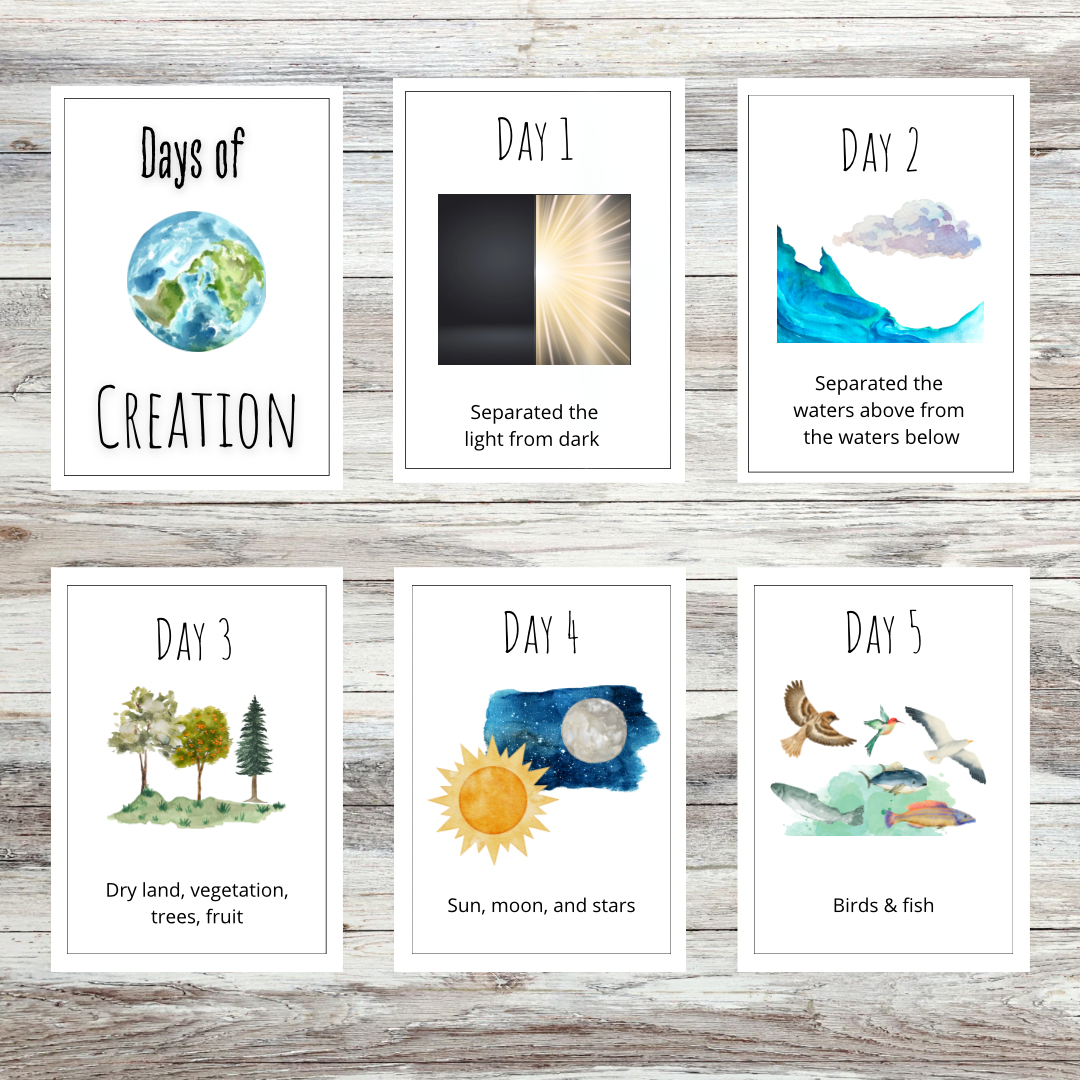 Days of
CREATION
DAY 1
Separated the
light from dark
DAY 2
Separated the
waters above from
the waters below
DAY 3
Dry land, vegetation,
trees, fruit
DAY 4
Sun, moon, and stars
DAY 5
Birds & fish